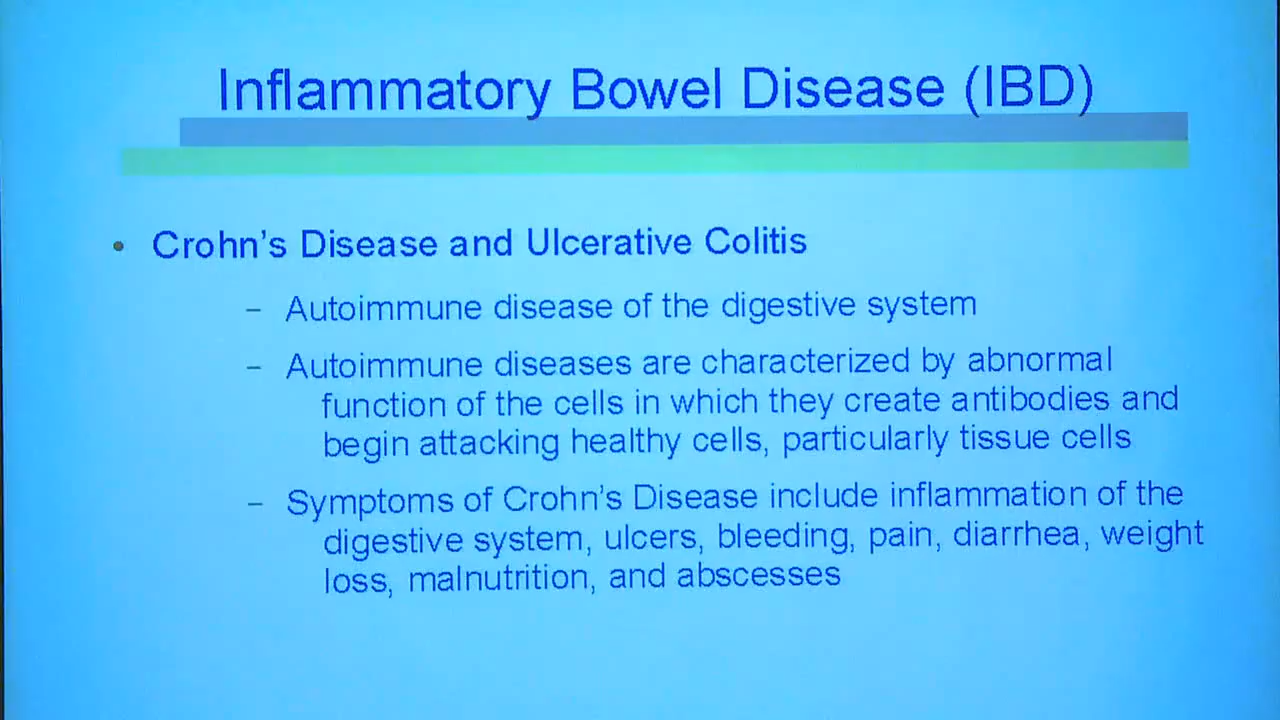 Inflammatory Bowel Disease (IBD)
• Crohn's Disease and Ulcerative Colitis
– Autoimmune disease of the digestive system
– Autoimmune diseases are characterized by abnormal
function of the cells in which they create antibodies and
begin attacking healthy cells, particularly tissue cells
– Symptoms of Crohn's Disease include inflammation of the
digestive system, ulcers, bleeding, pain, diarrhea, weight
loss, malnutrition, and abscesses